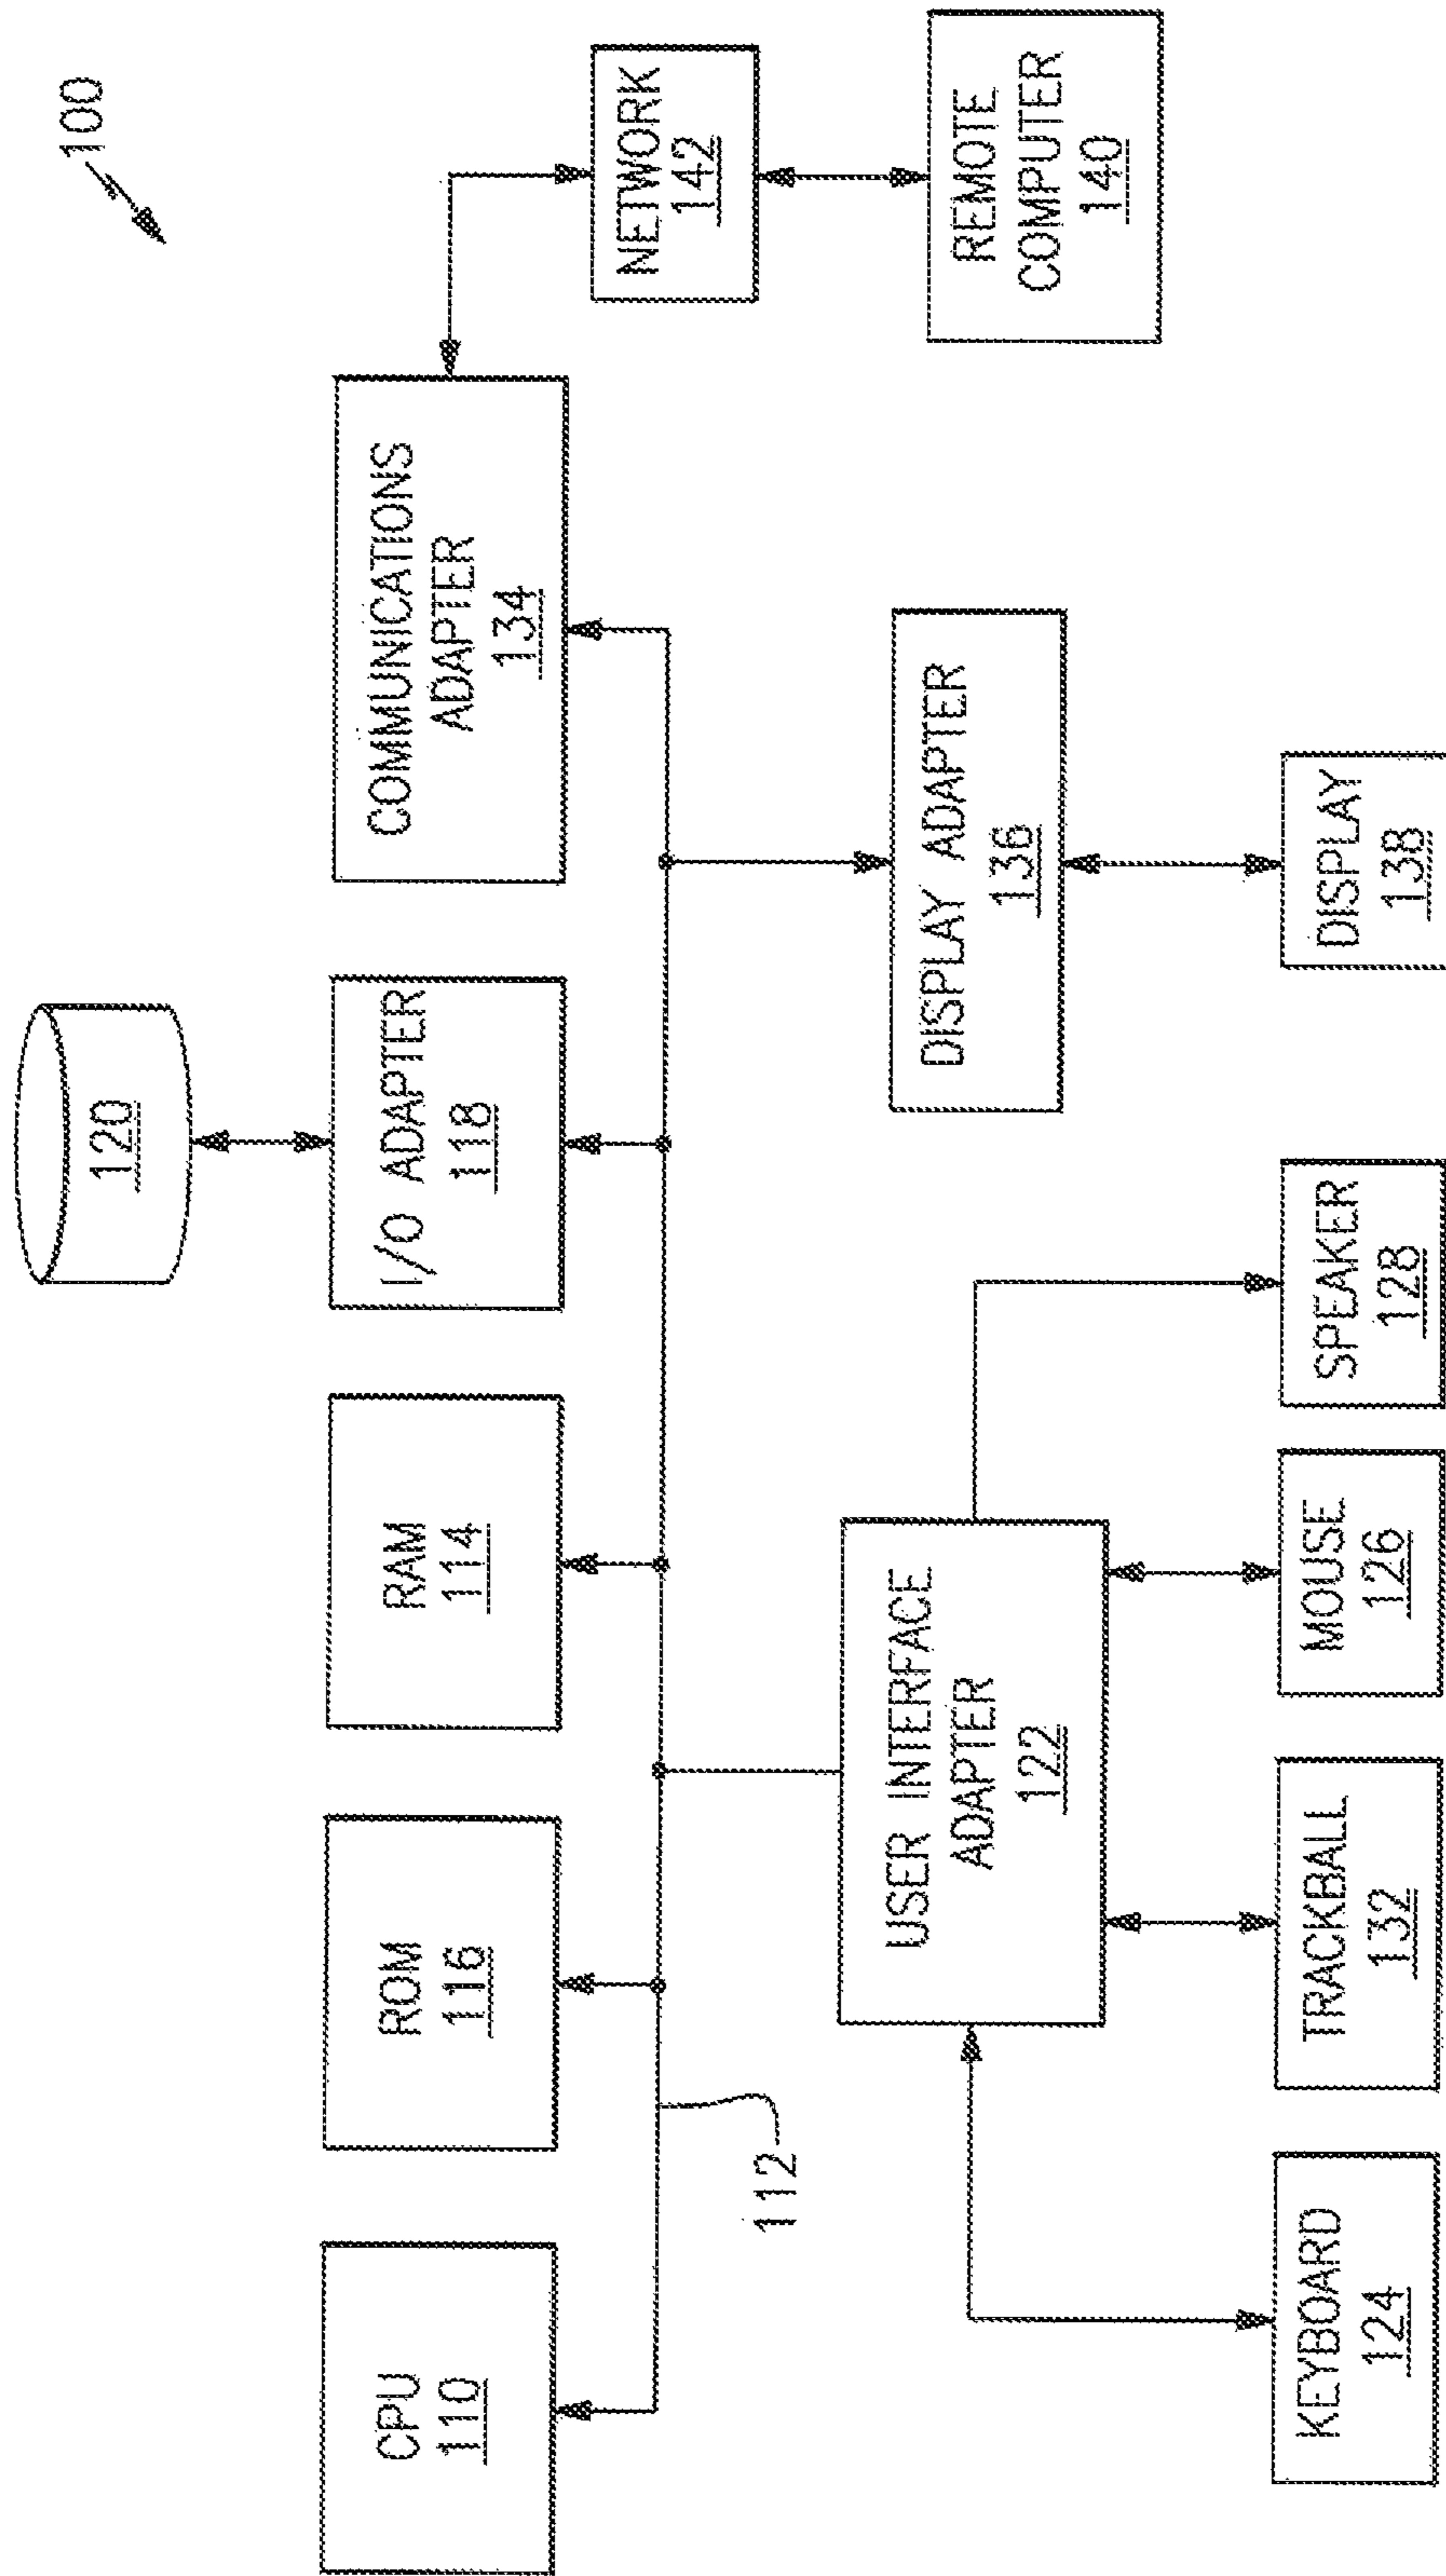 100
120
CPU
110
ROM
116
RAM
114
I/O ADAPTER
118
COMMUNICATIONS
ADAPTER
134
NETWORK
142
REMOTE
COMPUTER
140
112
USER INTERFACE
ADAPTER
122
DISPLAY ADAPTER
136
KEYBOARD
124
TRACKBALL
132
MOUSE
126
SPEAKER
128
DISPLAY
138